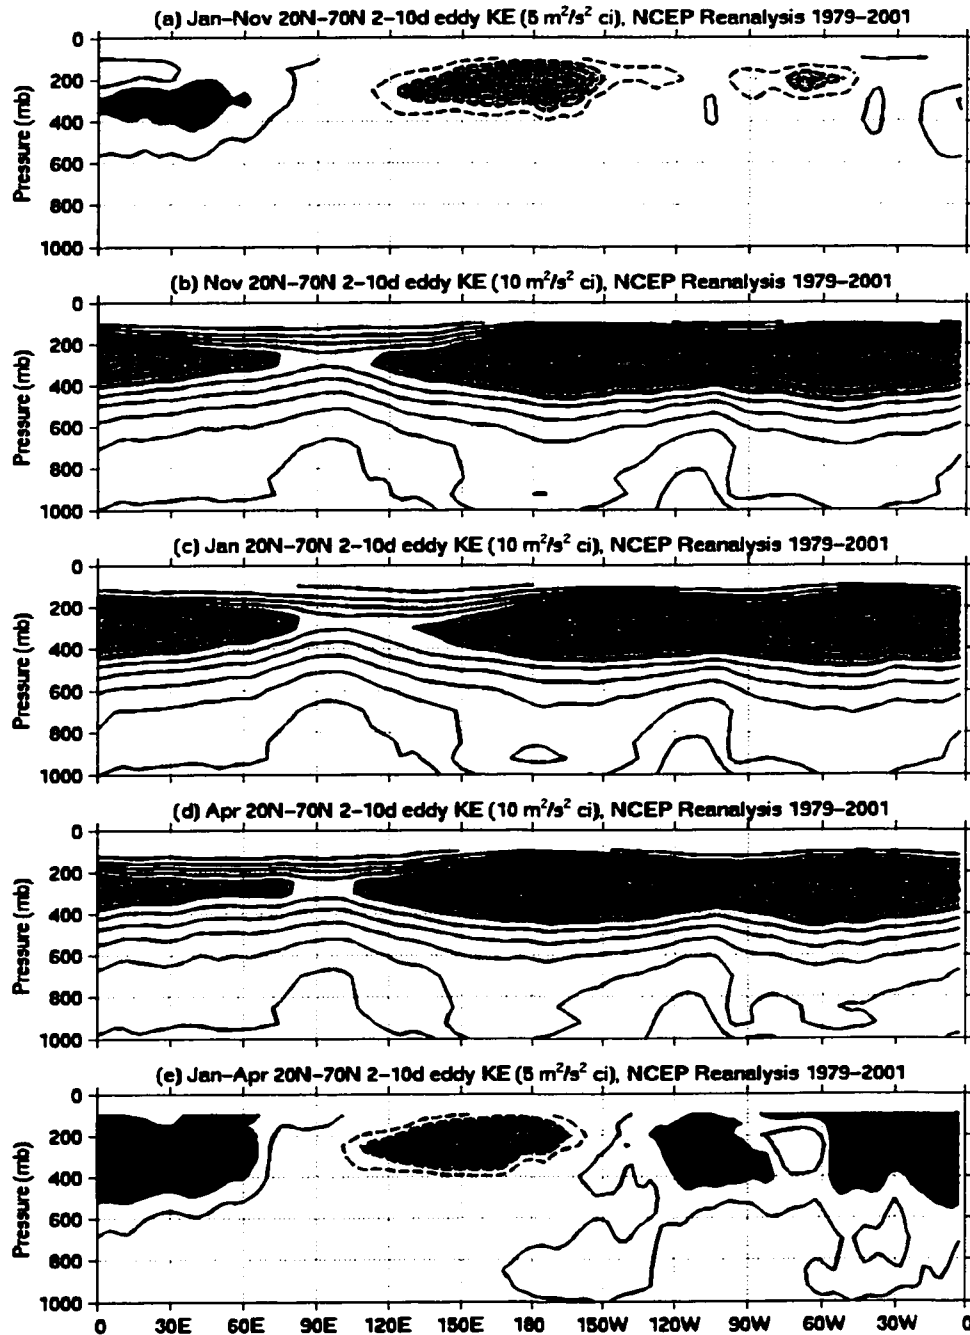 (a) Jan–Nov 20N–70N 2–10d eddy KE (5 m²/s² ci), NCEP Reanalysis 1979–2001
0
200
400
600
800
1000
Pressure (mb)
(b) Nov 20N–70N 2–10d eddy KE (10 m²/s² ci), NCEP Reanalysis 1979–2001
0
200
400
600
800
1000
Pressure (mb)
(c) Jan 20N–70N 2–10d eddy KE (10 m²/s² ci), NCEP Reanalysis 1979–2001
0
200
400
600
800
1000
Pressure (mb)
(d) Apr 20N–70N 2–10d eddy KE (10 m²/s² ci), NCEP Reanalysis 1979–2001
0
200
400
600
800
1000
Pressure (mb)
(e) Jan–Apr 20N–70N 2–10d eddy KE (5 m²/s² ci), NCEP Reanalysis 1979–2001
0
200
400
600
800
1000
Pressure (mb)
0 30E 60E 90E 120E 150E 180 150W 120W 90W 60W 30W 0